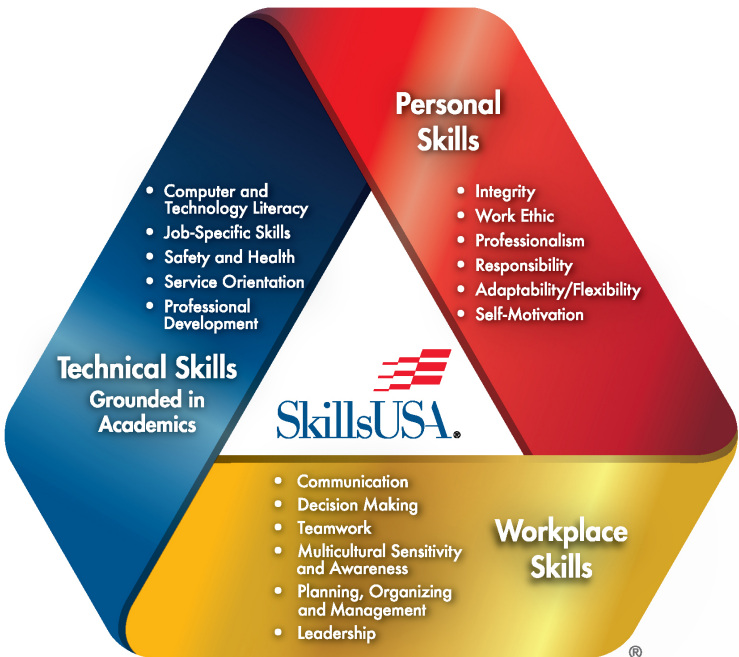 Personal
Skills
• Integrity
• Work Ethic
• Professionalism
• Responsibility
• Adaptability/Flexibility
• Self-Motivation
• Computer and
Technology Literacy
• Job-Specific Skills
• Safety and Health
• Service Orientation
• Professional
Development
Technical Skills
Grounded in
Academics
SkillsUSA®
• Communication
• Decision Making
• Teamwork
• Multicultural Sensitivity
and Awareness
• Planning, Organizing
and Management
• Leadership
Workplace
Skills
®